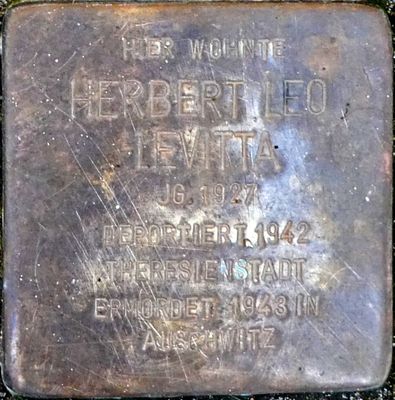 HIER WOHNTE
HERBERT LEO
LEVITTA
JG. 1927
DEPORTIERT 1942
THERESIENSTADT
ERMORDET 1943 IN
AUSCHWITZ